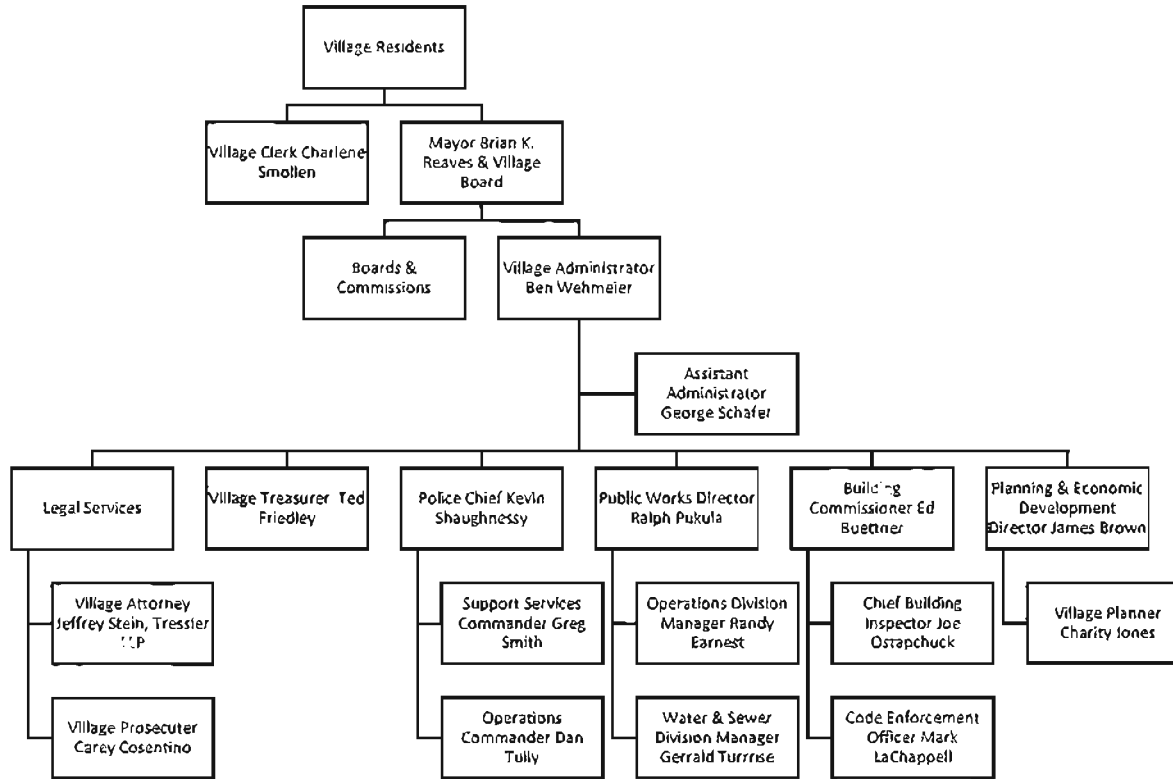 Village Residents
Village Clerk Charlene
Smollen
Mayor Brian K.
Reaves & Village
Board
Boards &
Commissions
Village Administrator
Ben Wehmeier
Assistant
Administrator
George Schafer
Legal Services
Village Treasurer Ted
Friedley
Police Chief Kevin
Shaughnessy
Public Works Director
Ralph Pukula
Building
Commissioner Ed
Buettner
Planning & Economic
Development
Director James Brown
Village Attorney
Jeffrey Stein, Tressler
LLP
Support Services
Commander Greg
Smith
Operations Division
Manager Randy
Earnest
Chief Building
Inspector Joe
Ostapchuck
Village Planner
Charity Jones
Village Prosecuter
Carey Cosentino
Operations
Commander Dan
Tully
Water & Sewer
Division Manager
Gerrald
Code Enforcement
Officer Mark
LaChappell